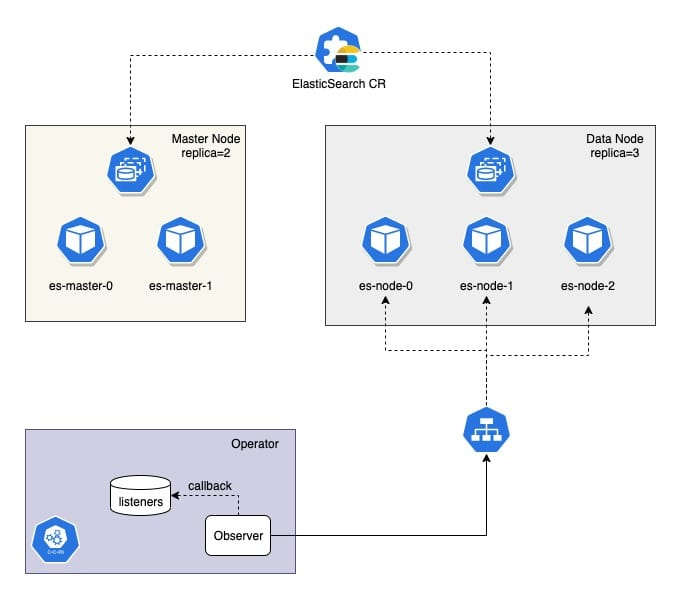 ElasticSearch CR
Master Node
replica=2
Data Node
replica=3
es-master-0
es-master-1
es-node-0
es-node-1
es-node-2
Operator
callback
listeners
Observer